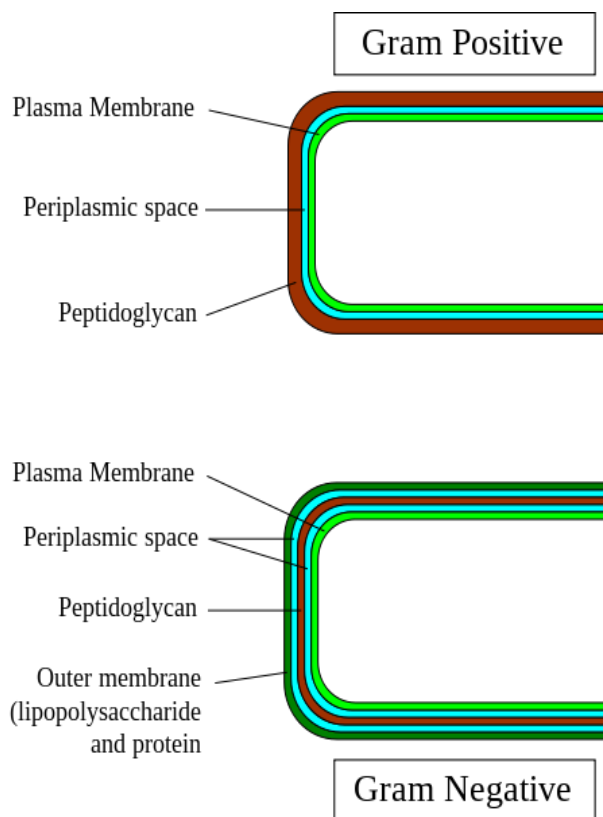 Gram Positive
Plasma Membrane
Periplasmic space
Peptidoglycan
Plasma Membrane
Periplasmic space
Peptidoglycan
Outer membrane
(lipopolysaccharide
and protein
Gram Negative